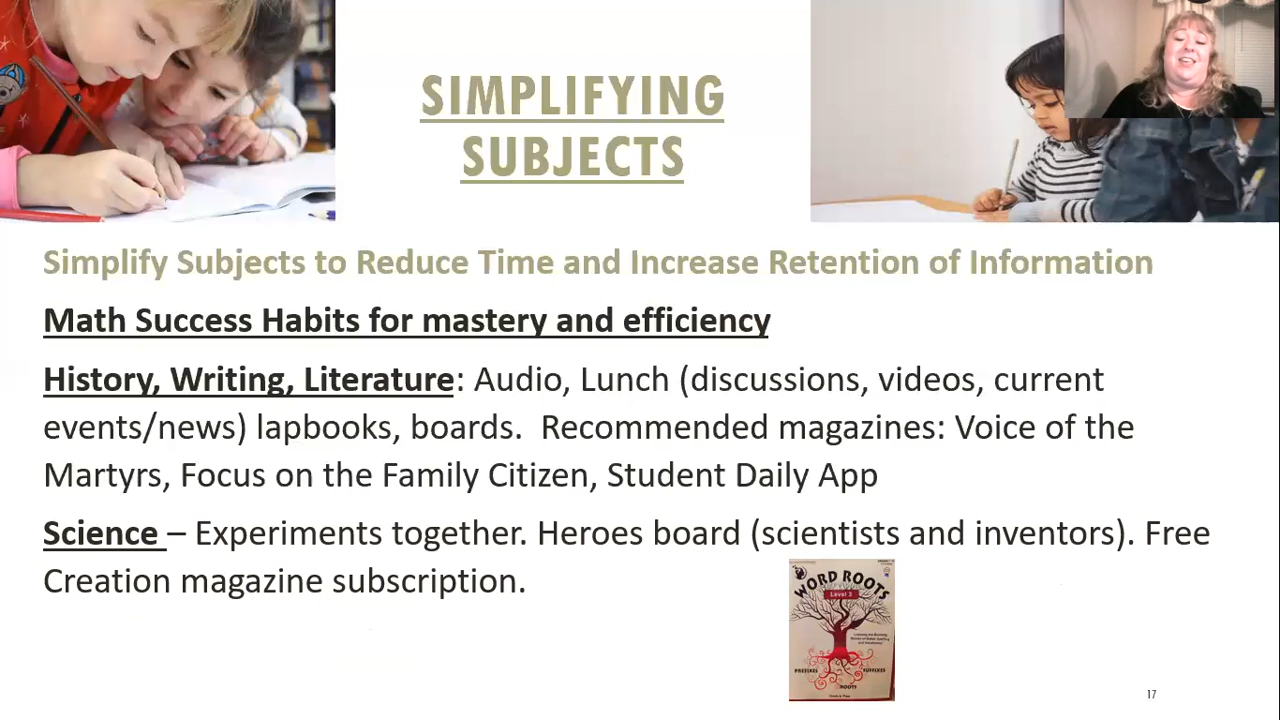 SIMPLIFYING
SUBJECTS
Simplify Subjects to Reduce Time and Increase Retention of Information
Math Success Habits for mastery and efficiency
History, Writing, Literature: Audio, Lunch (discussions, videos, current
events/news) lapbooks, boards.  Recommended magazines: Voice of the
Martyrs, Focus on the Family Citizen, Student Daily App
Science – Experiments together. Heroes board (scientists and inventors). Free
Creation magazine subscription.
WORD ROOTS
Level 3
PREFIXES
SUFFIXES
ROOTS
17